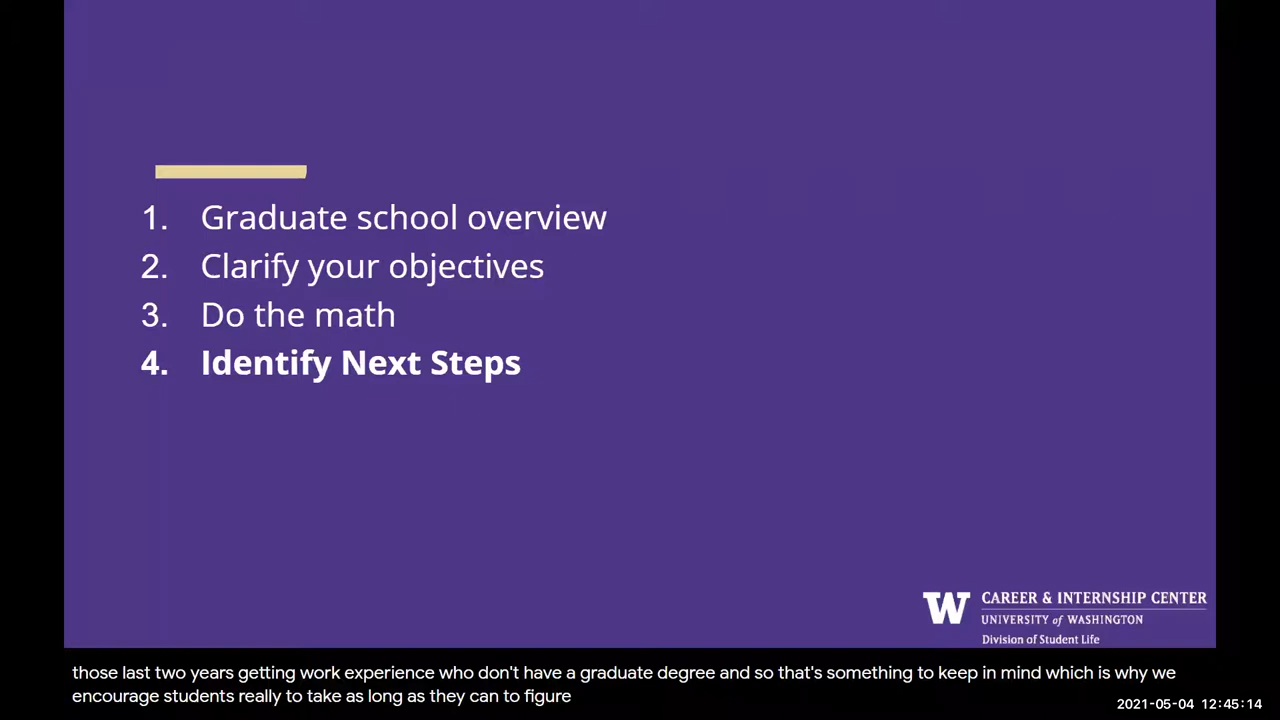 1. Graduate school overview
2. Clarify your objectives
3. Do the math
4. Identify Next Steps
W CAREER & INTERNSHIP CENTER
UNIVERSITY of WASHINGTON
Division of Student Life
those last two years getting work experience who don't have a graduate degree and so that's something to keep in mind which is why we
encourage students really to take as long as they can to figure
2021-05-04 12:45:14